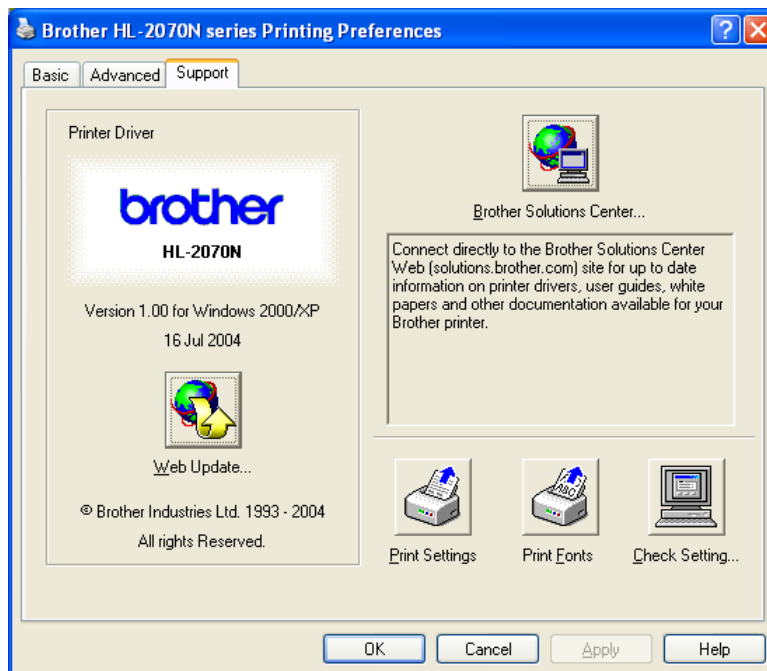 Brother HL-2070N series Printing Preferences
Basic
Advanced
Support
Printer Driver
brother
HL-2070N
Version 1.00 for Windows 2000/XP
16 Jul 2004
Web Update...
© Brother Industries Ltd. 1993 - 2004
All rights Reserved.
Brother Solutions Center...
Connect directly to the Brother Solutions Center
Web (solutions.brother.com) site for up to date
information on printer drivers, user guides, white
papers and other documentation available for your
Brother printer.
Print Settings
Print Fonts
Check Setting...
OK
Cancel
Apply
Help